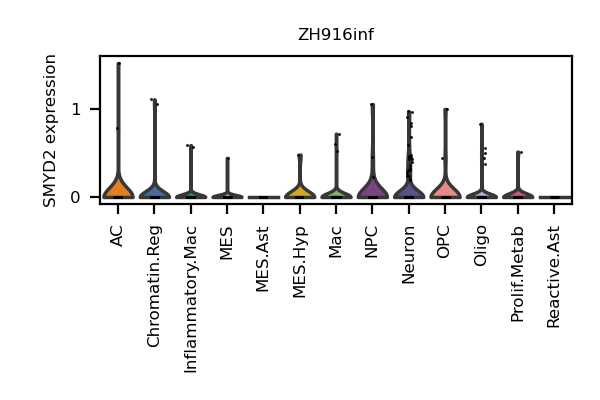 ZH916inf
SMYD2 expression
1
0
AC
Chromatin.Reg
Inflammatory.Mac
MES
MES.Ast
MES.Hyp
Mac
NPC
Neuron
OPC
Oligo
Prolif.Metab
Reactive.Ast